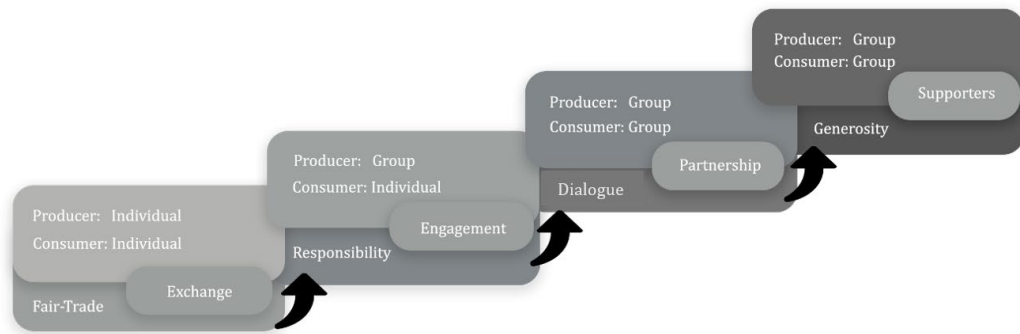 Producer: Individual
Consumer: Individual
Exchange
Fair-Trade
Producer: Group
Consumer: Individual
Engagement
Responsibility
Producer: Group
Consumer: Group
Partnership
Dialogue
Producer: Group
Consumer: Group
Supporters
Generosity